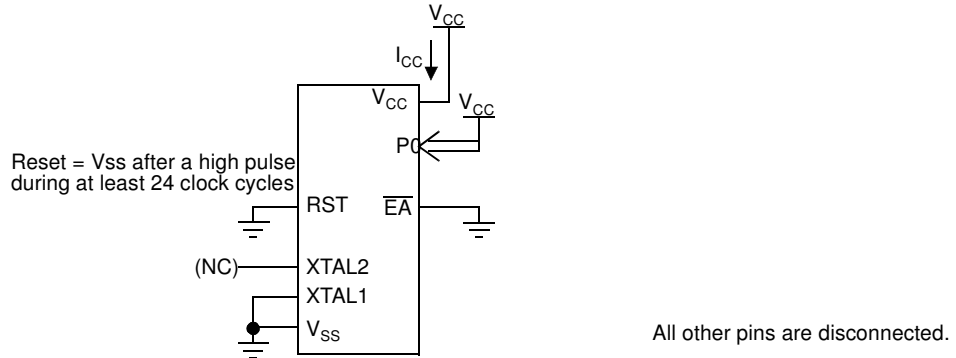 VCC
ICC
VCC
VCC
P0
Reset = Vss after a high pulse
during at least 24 clock cycles
RST
EA
(NC)
XTAL2
XTAL1
VSS
All other pins are disconnected.